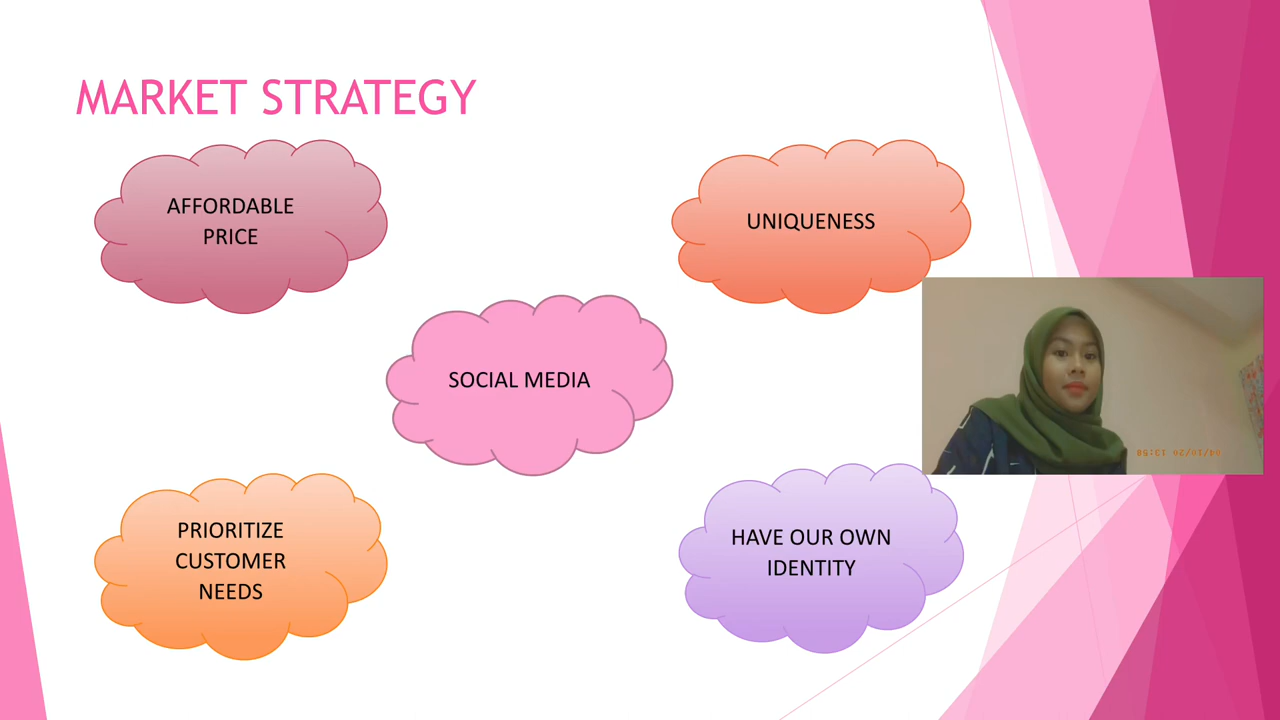 MARKET STRATEGY
AFFORDABLE
PRICE
UNIQUENESS
SOCIAL MEDIA
PRIORITIZE
CUSTOMER
NEEDS
HAVE OUR OWN
IDENTITY